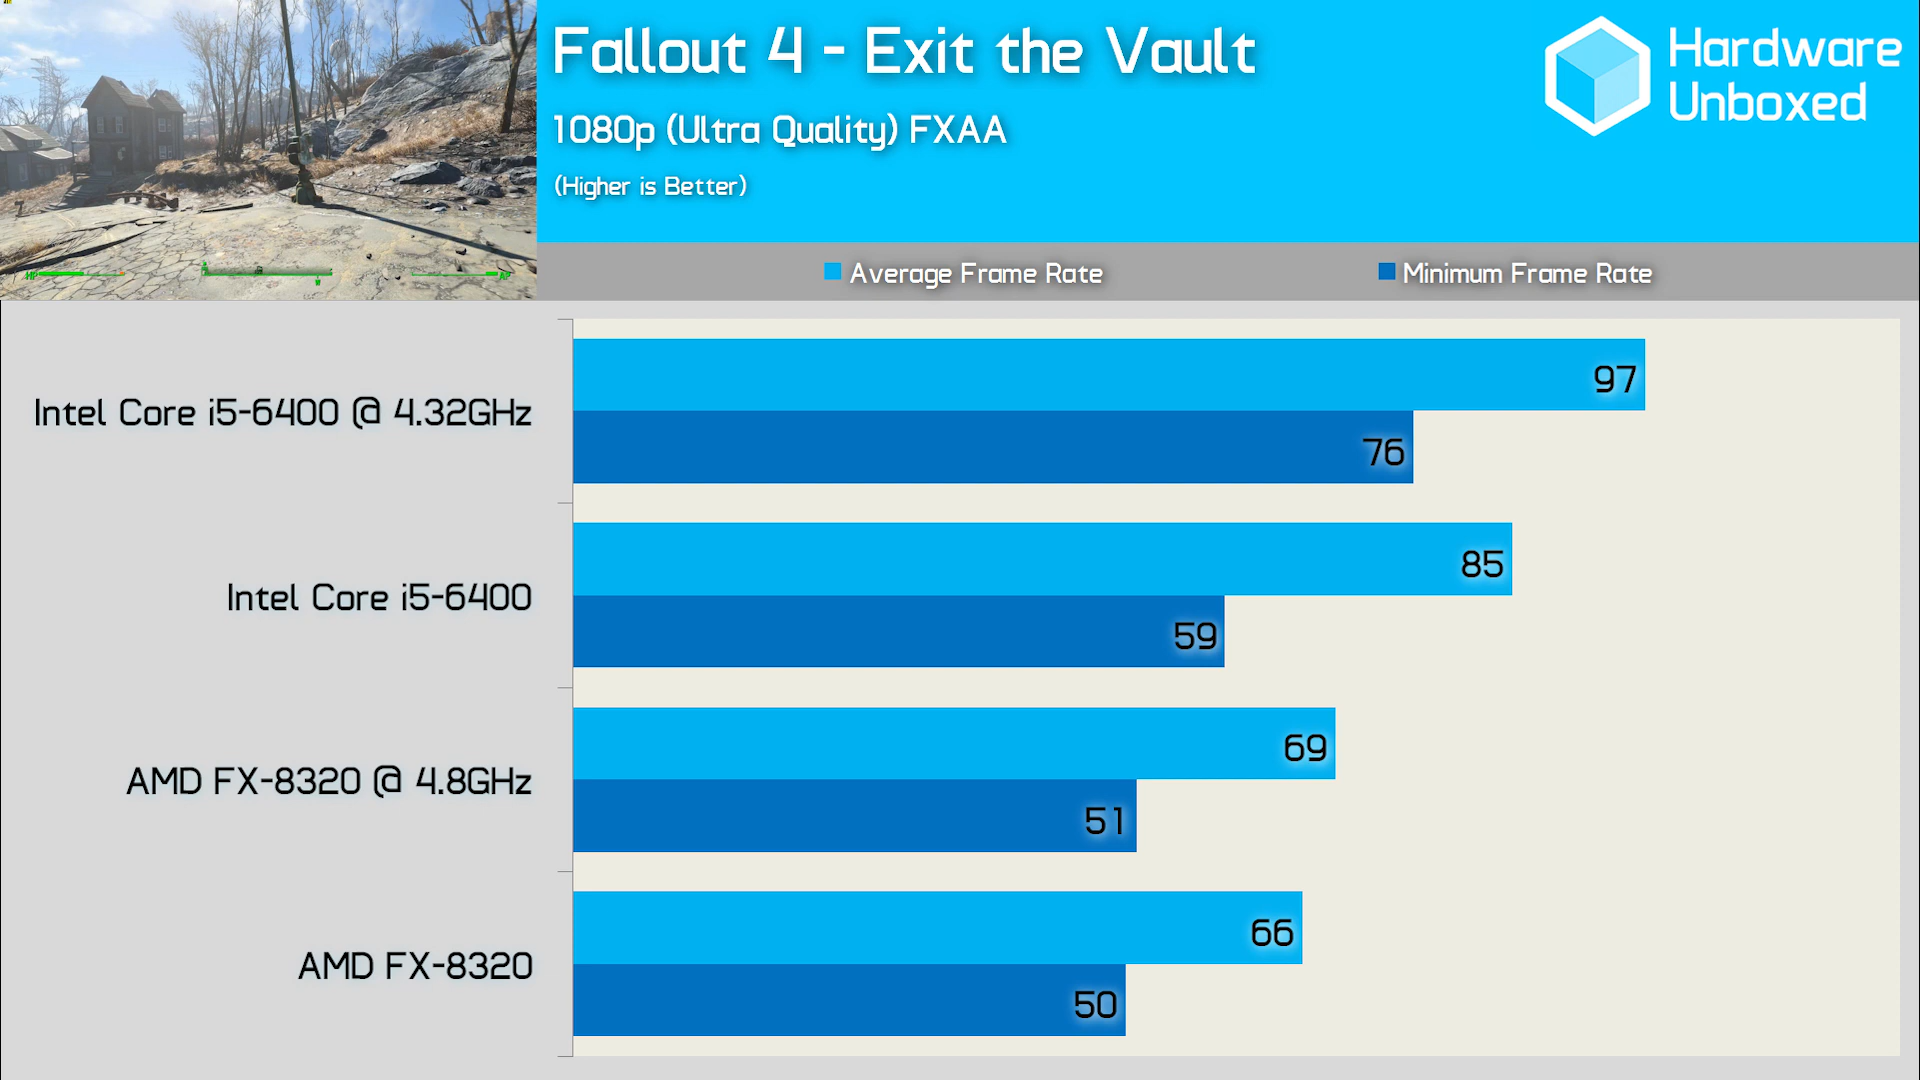 Fallout 4 - Exit the Vault
1080p (Ultra Quality) FXAA
(Higher is Better)
Hardware
Unboxed
Average Frame Rate
Minimum Frame Rate
HP
AP
Intel Core i5-6400 @ 4.32GHz
97
76
Intel Core i5-6400
85
59
AMD FX-8320 @ 4.8GHz
69
51
AMD FX-8320
66
50